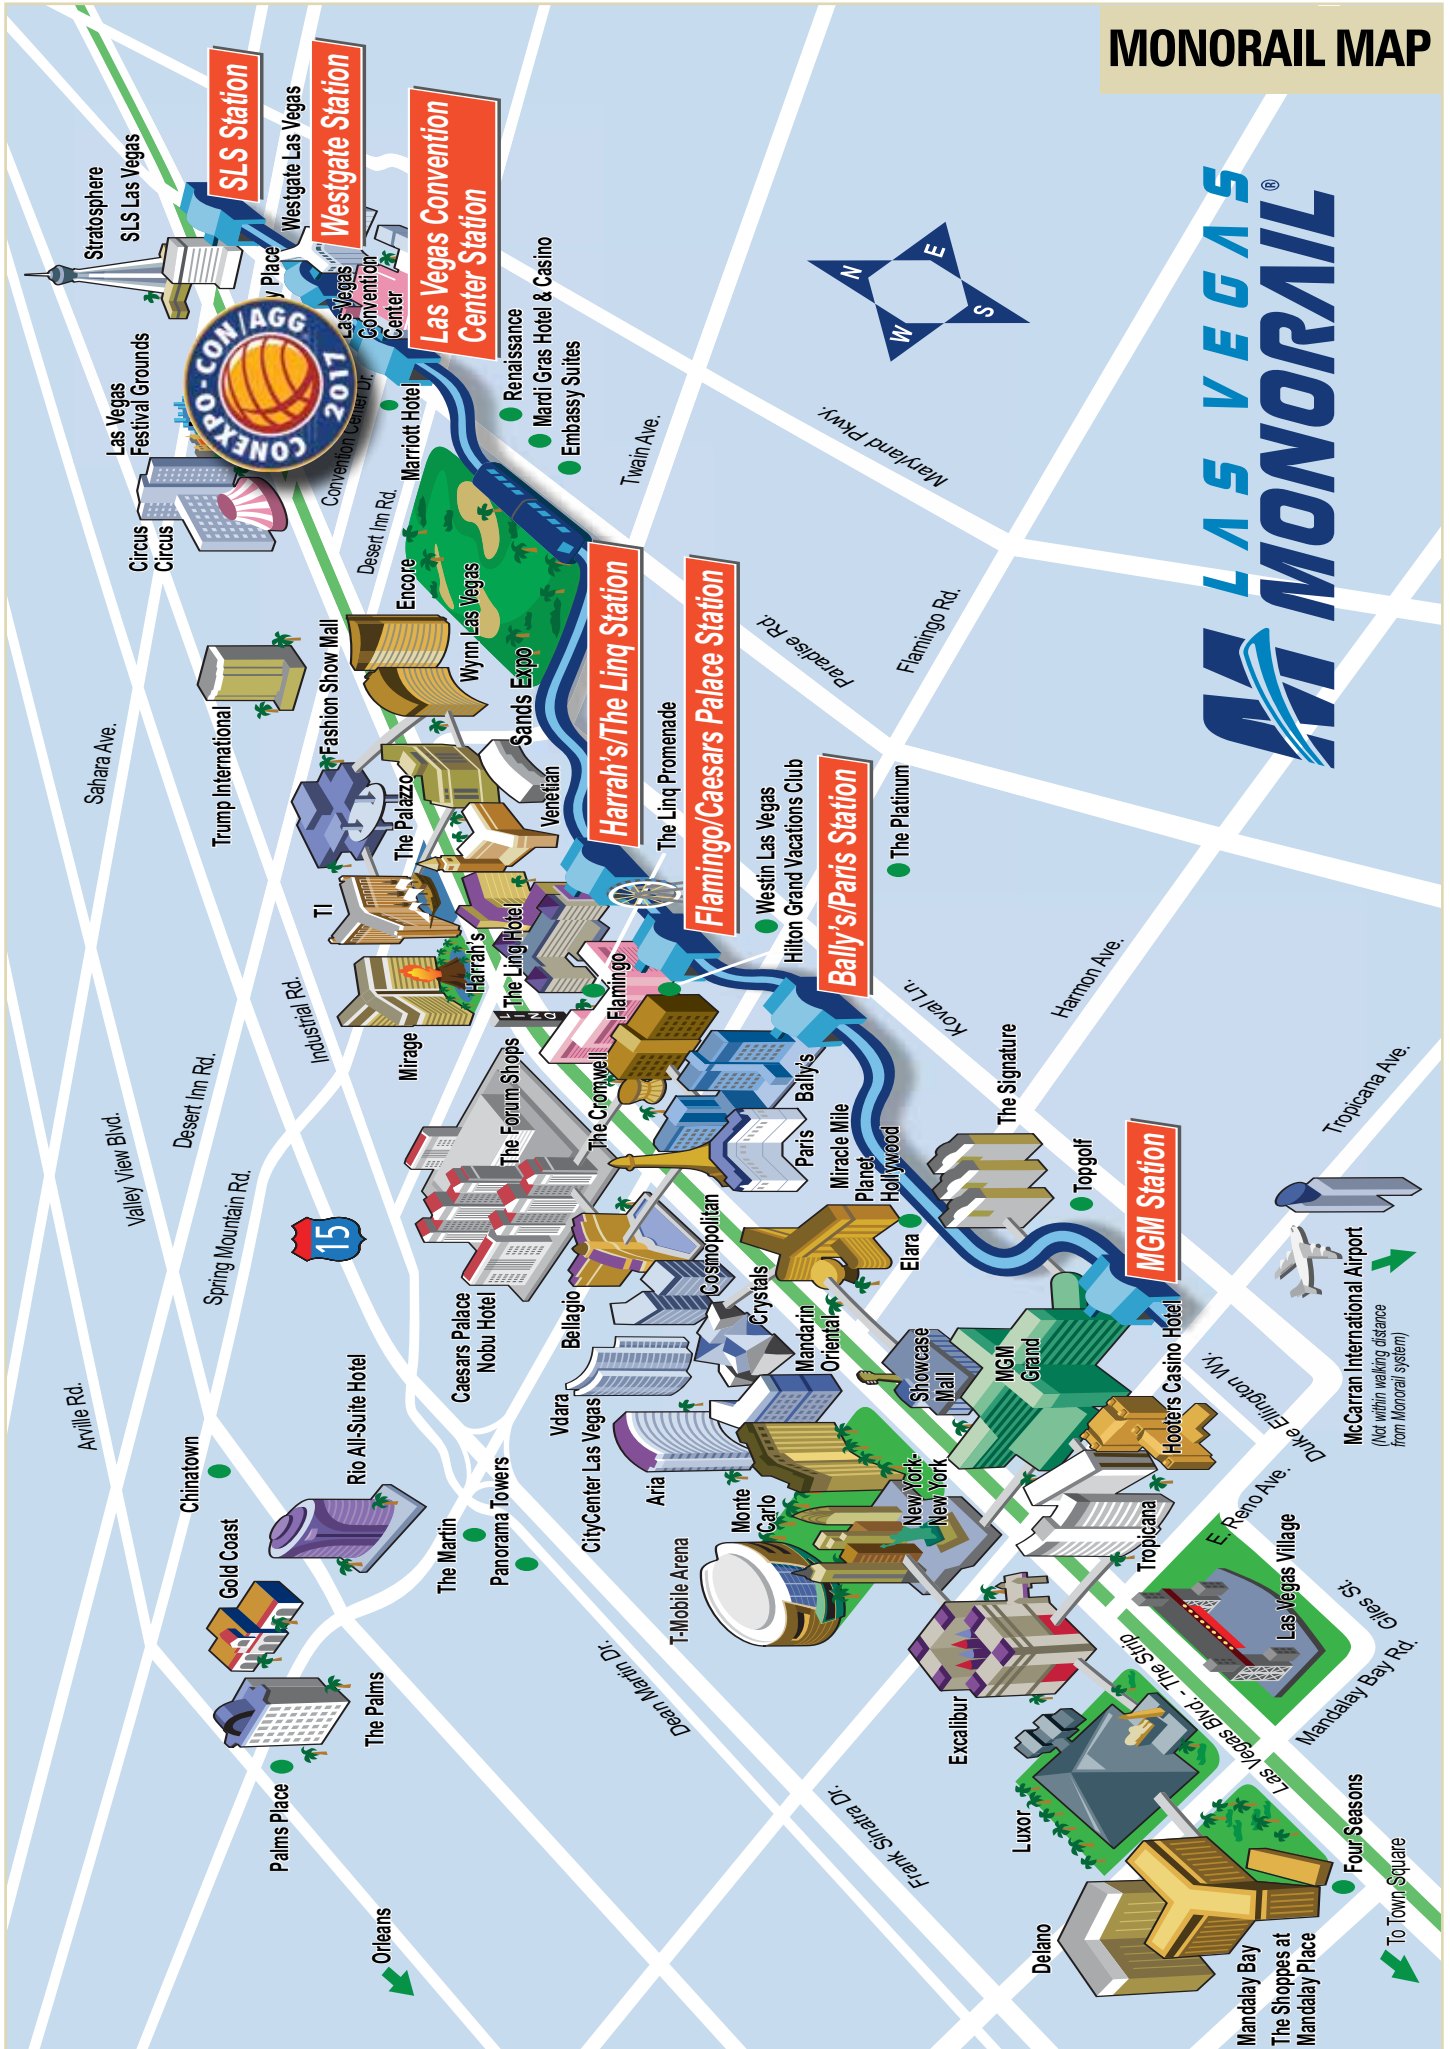 MONORAIL MAP
SLS Station
Westgate Station
Las Vegas Convention
Center Station
Harrah's/The Linq Station
Flamingo/Caesars Palace Station
Bally's/Paris Station
MGM Station
Stratosphere
SLS Las Vegas
Westgate Las Vegas
y Place
Las Vegas
Convention
Center
CONEXPO-CON/AGG
2017
Las Vegas
Festival Grounds
Circus
Circus
Convention Center Dr.
Marriott Hotel
Renaissance
Mardi Gras Hotel & Casino
Embassy Suites
Desert Inn Rd.
Encore
Wynn Las Vegas
Sands Expo
Fashion Show Mall
Trump International
Sahara Ave.
The Palazzo
Venetian
TI
Harrah's
The Linq Hotel
LINQ
Flamingo
The Linq Promenade
Westin Las Vegas
Hilton Grand Vacations Club
The Platinum
Mirage
Industrial Rd.
Desert Inn Rd.
Valley View Blvd.
Spring Mountain Rd.
15
The Forum Shops
The Cromwell
Bally's
Paris
Miracle Mile
Planet
Hollywood
Elara
The Signature
Topgolf
Caesars Palace
Nobu Hotel
Bellagio
Cosmopolitan
Crystals
Mandarin
Oriental
Vdara
CityCenter Las Vegas
Aria
Monte
Carlo
T-Mobile Arena
New York-
New York
Showcase
Mall
MGM
Grand
Hooters Casino Hotel
Tropicana
Excalibur
Luxor
Delano
Mandalay Bay
The Shoppes at
Mandalay Place
Four Seasons
To Town Square
Las Vegas Village
Las Vegas Blvd. - The Strip
Mandalay Bay Rd.
Giles St.
E. Reno Ave.
Duke Ellington Wy.
McCarran International Airport
(Not within walking distance
from Monorail system)
Tropicana Ave.
Harmon Ave.
Koval Ln.
Flamingo Rd.
Paradise Rd.
Twain Ave.
Maryland Pkwy.
Arville Rd.
Chinatown
Rio All-Suite Hotel
Gold Coast
The Palms
Palms Place
Orleans
The Martin
Panorama Towers
Dean Martin Dr.
Frank Sinatra Dr.
N
E
S
W
LAS VEGAS
MONORAIL®